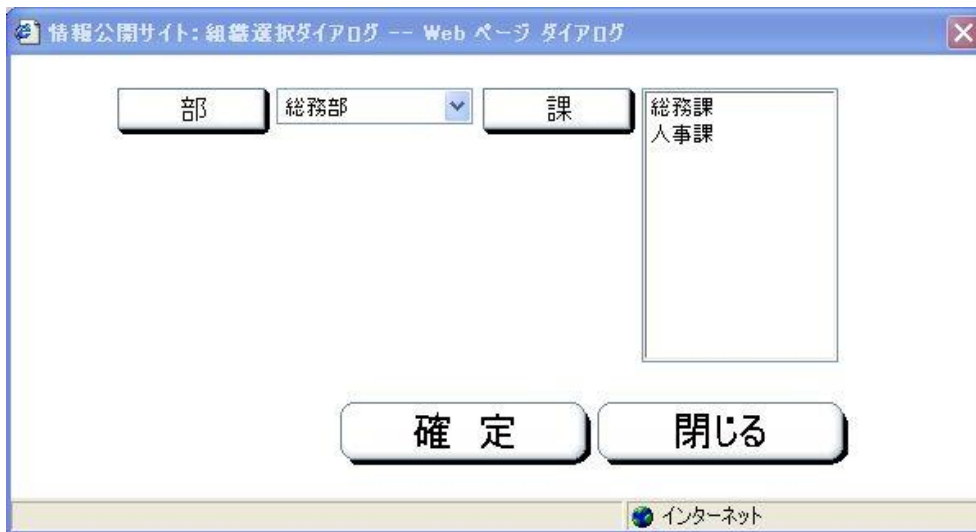 情報公開サイト: 組織選択ダイアログ -- Web ページ ダイアログ
部 総務部 課 総務課
人事課
確 定 閉じる
インターネット